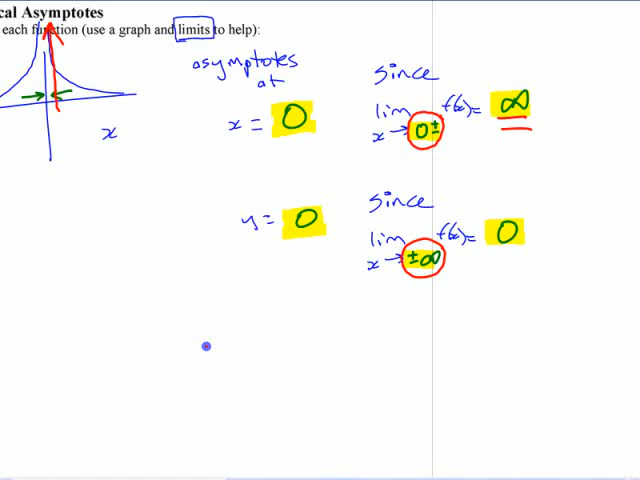 cal Asymptotes
each function (use a graph and limits to help):
asymptotes
at
since
x = 0
lim f(x) = ∞
x → 0±
x
since
y = 0
lim f(x) = 0
x → ±∞